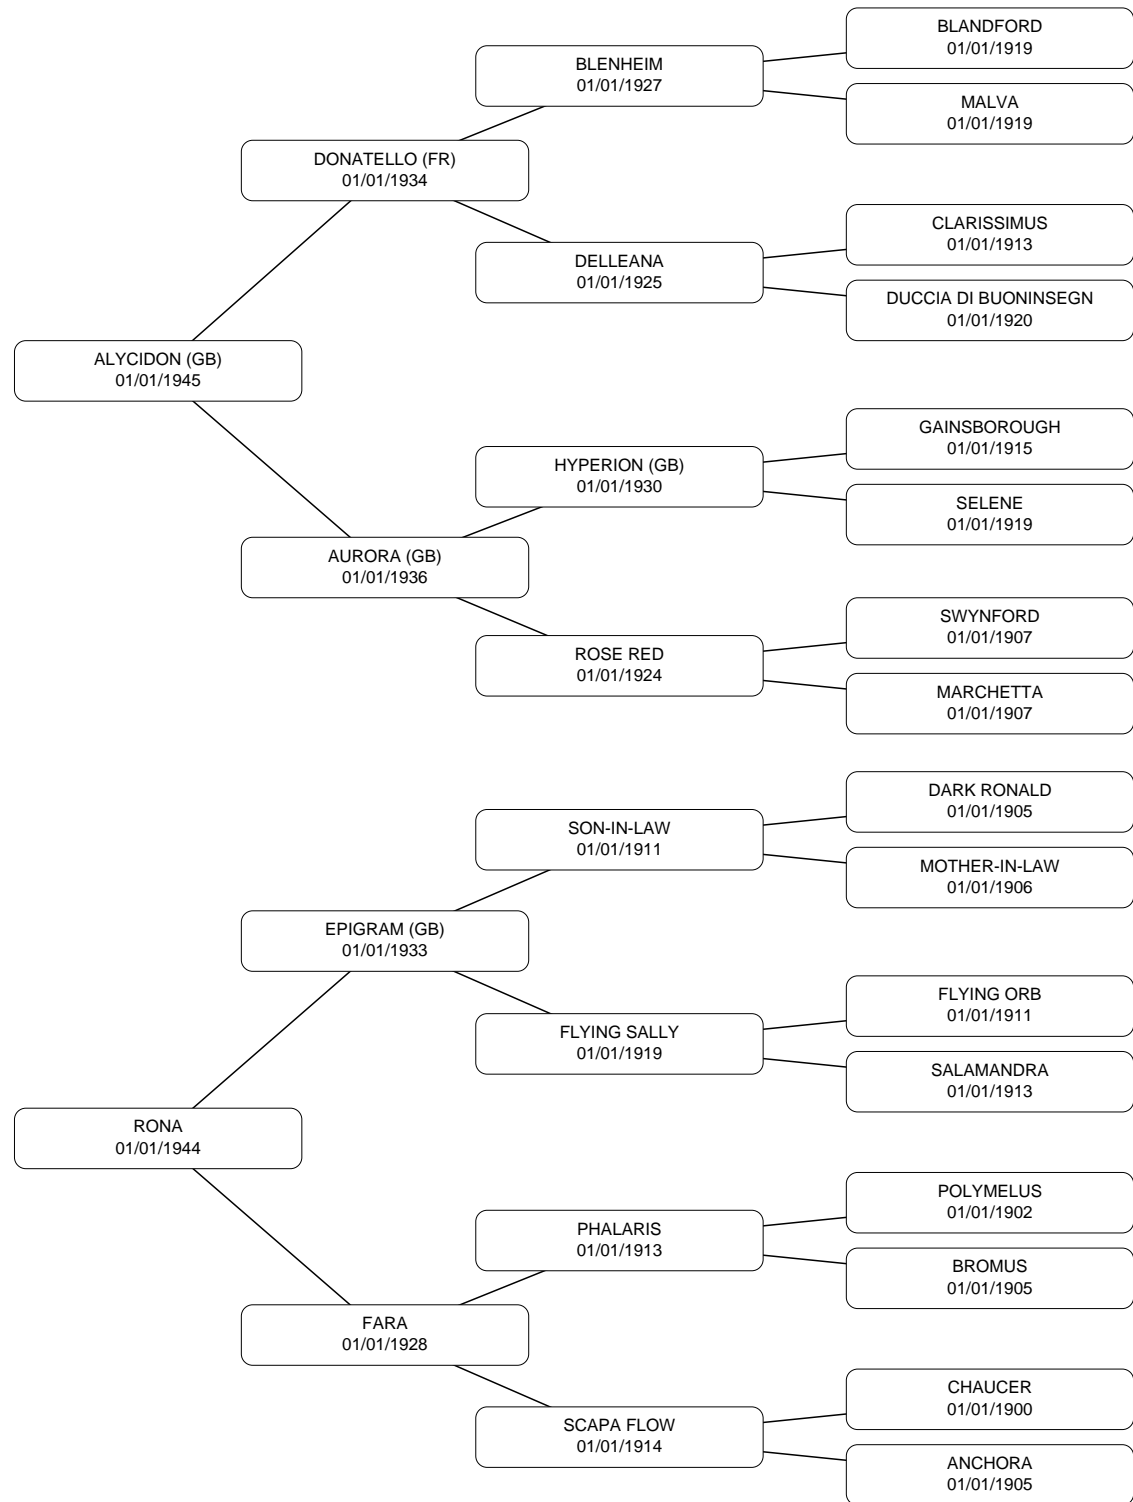 BLANDFORD
01/01/1919
BLENHEIM
01/01/1927
MALVA
01/01/1919
DONATELLO (FR)
01/01/1934
CLARISSIMUS
01/01/1913
DELLEANA
01/01/1925
DUCCIA DI BUONINSEGN
01/01/1920
ALYCIDON (GB)
01/01/1945
GAINSBOROUGH
01/01/1915
HYPERION (GB)
01/01/1930
SELENE
01/01/1919
AURORA (GB)
01/01/1936
SWYNFORD
01/01/1907
ROSE RED
01/01/1924
MARCHETTA
01/01/1907
DARK RONALD
01/01/1905
SON-IN-LAW
01/01/1911
MOTHER-IN-LAW
01/01/1906
EPIGRAM (GB)
01/01/1933
FLYING ORB
01/01/1911
FLYING SALLY
01/01/1919
SALAMANDRA
01/01/1913
RONA
01/01/1944
POLYMELUS
01/01/1902
PHALARIS
01/01/1913
BROMUS
01/01/1905
FARA
01/01/1928
CHAUCER
01/01/1900
SCAPA FLOW
01/01/1914
ANCHORA
01/01/1905